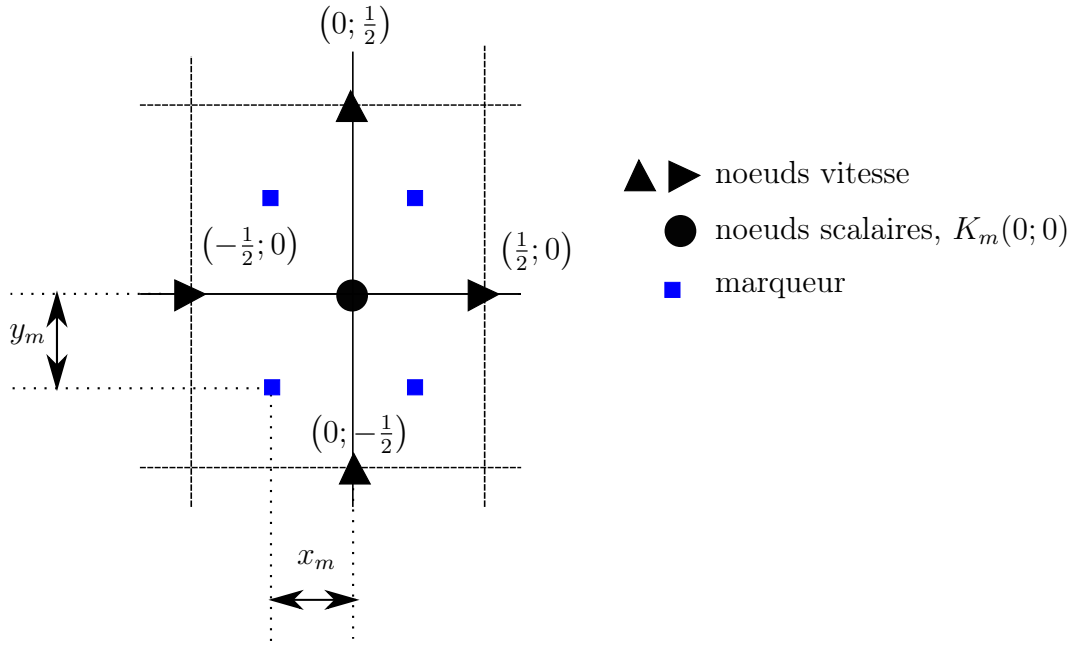 (0; 1/2)
noeuds vitesse
noeuds scalaires, K_m(0; 0)
(-1/2; 0)
(1/2; 0)
marqueur
y_m
(0; -1/2)
x_m